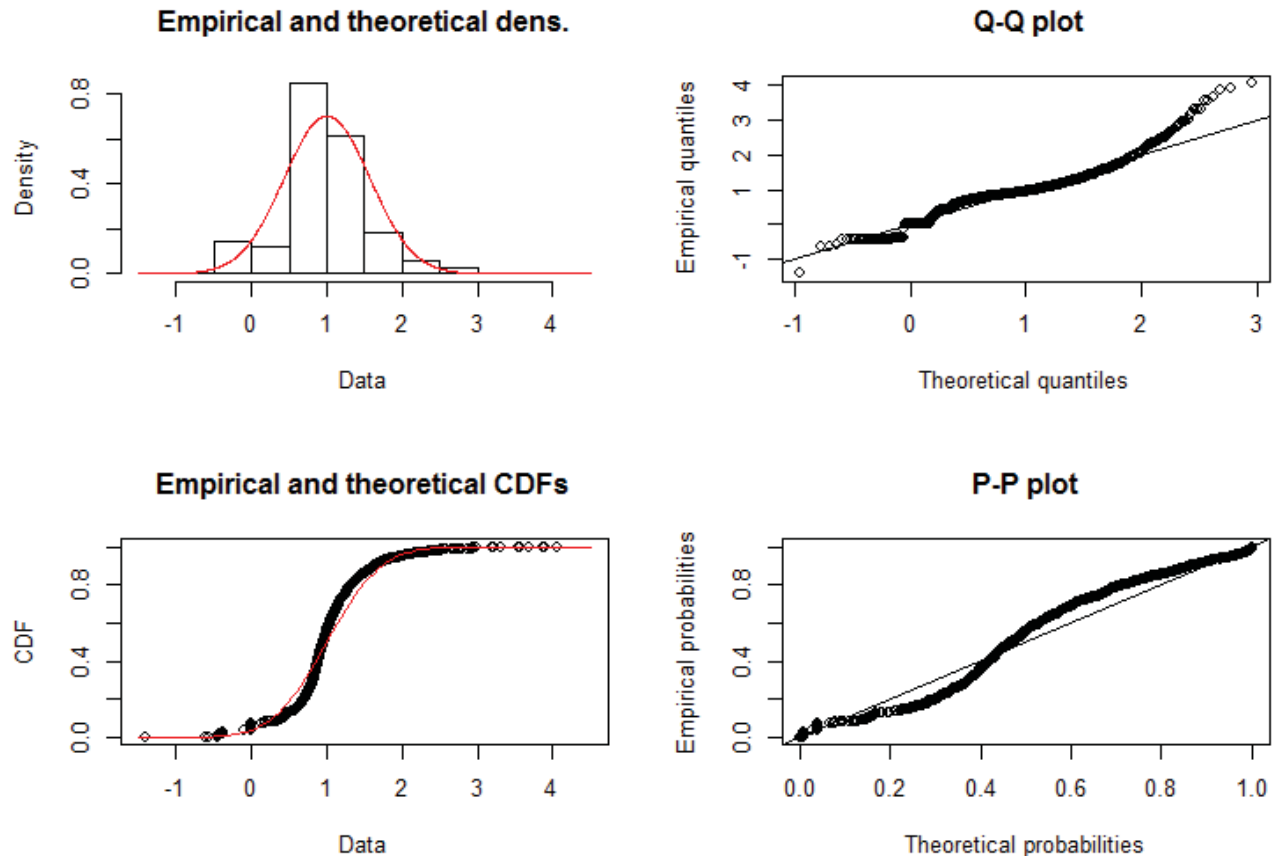 Empirical and theoretical dens.
Density
0.0 0.4 0.8
-1 0 1 2 3 4
Data
Q-Q plot
Empirical quantiles
-1 1 2 3 4
-1 0 1 2 3
Theoretical quantiles
Empirical and theoretical CDFs
CDF
0.0 0.4 0.8
-1 0 1 2 3 4
Data
P-P plot
Empirical probabilities
0.0 0.4 0.8
0.0 0.2 0.4 0.6 0.8 1.0
Theoretical probabilities